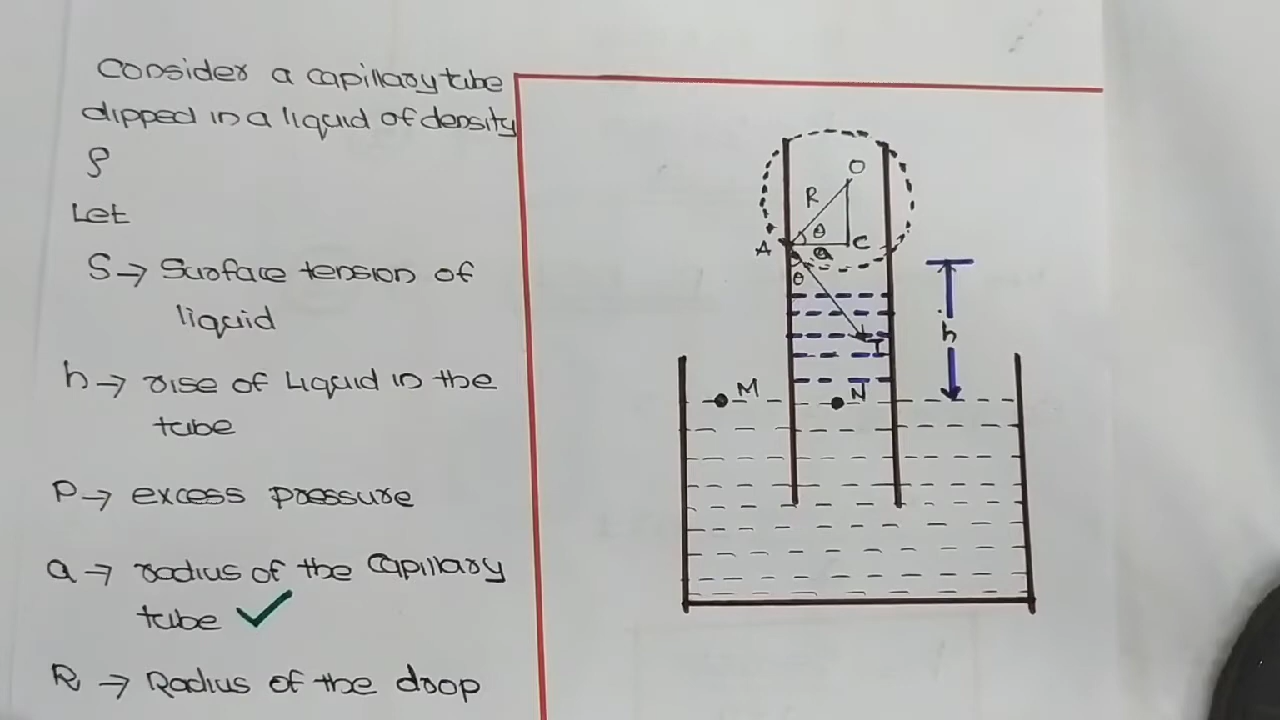 Consider a capillary tube
dipped in a liquid of density
ρ
Let
S → Surface tension of
liquid
h → rise of Liquid in the
tube
P → excess pressure
a → radius of the Capillary
tube ✓
R → Radius of the drop
O
R
θ
A
a
C
θ
T
h
M
N